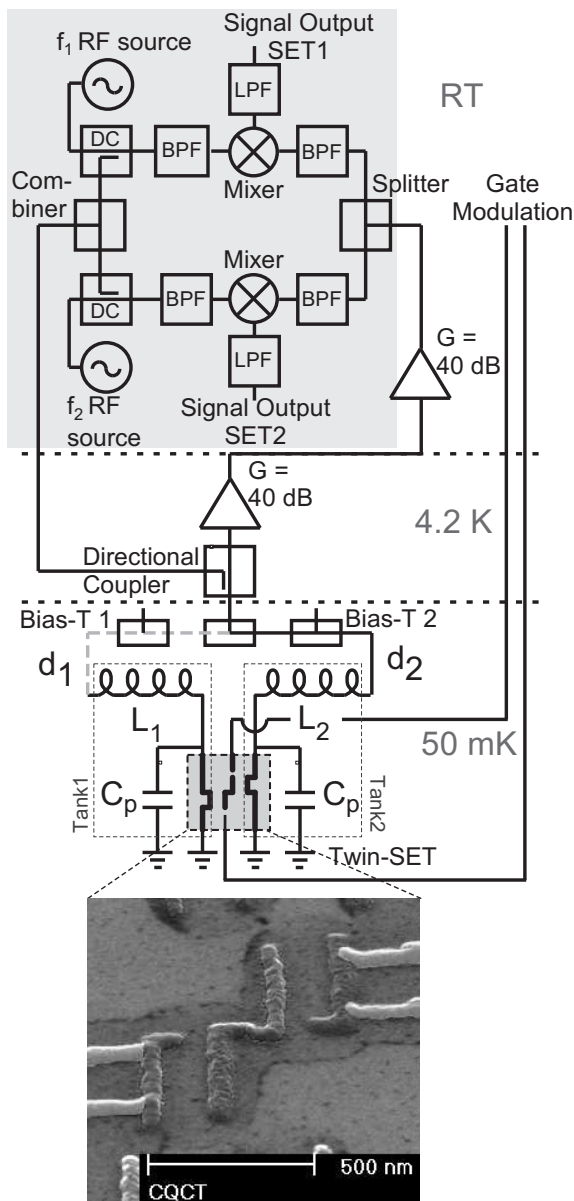 f1 RF source
Signal Output
SET1
RT
LPF
DC
BPF
BPF
Mixer
Com-
biner
Splitter
Gate
Modulation
Mixer
DC
BPF
BPF
LPF
G =
40 dB
f2 RF
source
Signal Output
SET2
G =
40 dB
4.2 K
Directional
Coupler
Bias-T 1
Bias-T 2
d1
d2
L1
L2
50 mK
Cp
Cp
Tank1
Tank2
Twin-SET
500 nm
CQCT